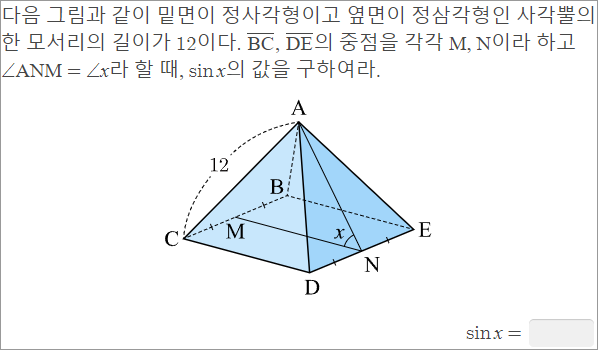 다음 그림과 같이 밑면이 정사각형이고 옆면이 정삼각형인 사각뿔의
한 모서리의 길이가 12이다. B̅C̅, D̅E̅의 중점을 각각 M, N이라 하고
∠ANM = ∠x라 할 때, sin x의 값을 구하여라.
A
12
B
C
M
x
E
N
D
sin x =